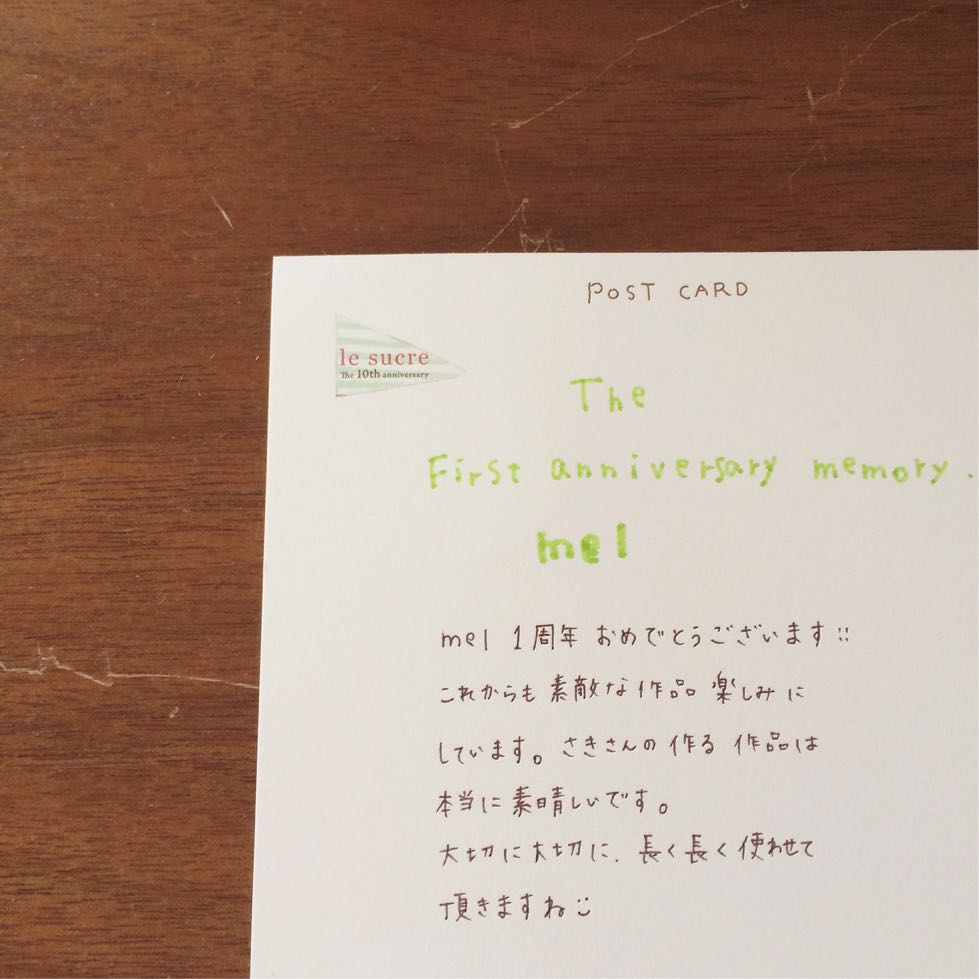 POST CARD
le sucre
The 10th anniversary
The
First anniversary memory.
mel
mel 1周年 おめでとうございます!!
これからも 素敵な 作品 楽しみに
しています。さきさんの 作る 作品は
本当に 素晴しいです。
大切に大切に、長く長く使わせて
頂きますね:)